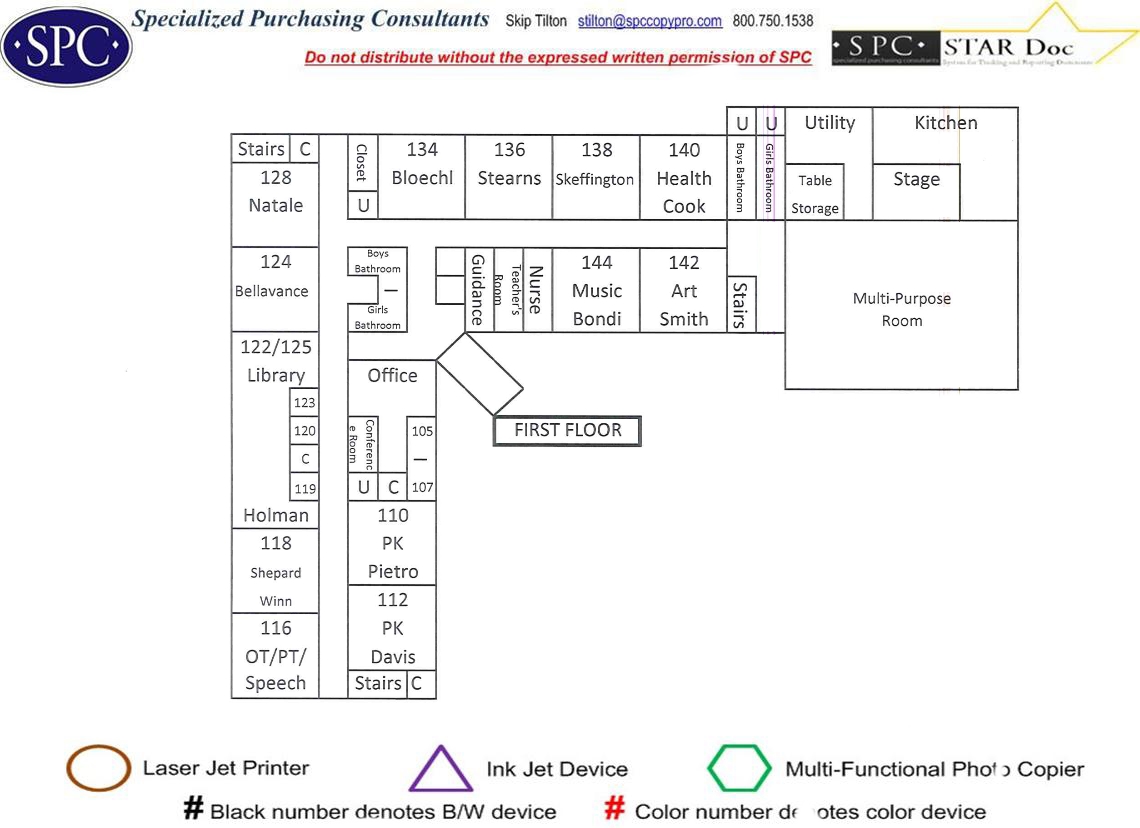 SPC
Specialized Purchasing Consultants Skip Tilton stilton@spccopypro.com 800.750.1538
Do not distribute without the expressed written permission of SPC
· SPC · STAR Doc
specialized purchasing consultants System for Tracking and Reporting Documents
U U Utility Kitchen
Stairs C
Closet
134
Bloechl
136
Stearns
138
Skeffington
140
Health
Cook
Boys Bathroom
Girls Bathroom
Table
Storage
Stage
128
Natale
U
124
Bellavance
Boys
Bathroom
—
Girls
Bathroom
Guidance
Teacher's
Room
Nurse
144
Music
Bondi
142
Art
Smith
Stairs
Multi-Purpose
Room
122/125
Library
Office
123
120
C
119
Holman
Conferenc
e Room
105
—
107
U C
FIRST FLOOR
118
Shepard
Winn
110
PK
Pietro
116
OT/PT/
Speech
112
PK
Davis
Stairs C
Laser Jet Printer Ink Jet Device Multi-Functional Photo Copier
# Black number denotes B/W device # Color number denotes color device